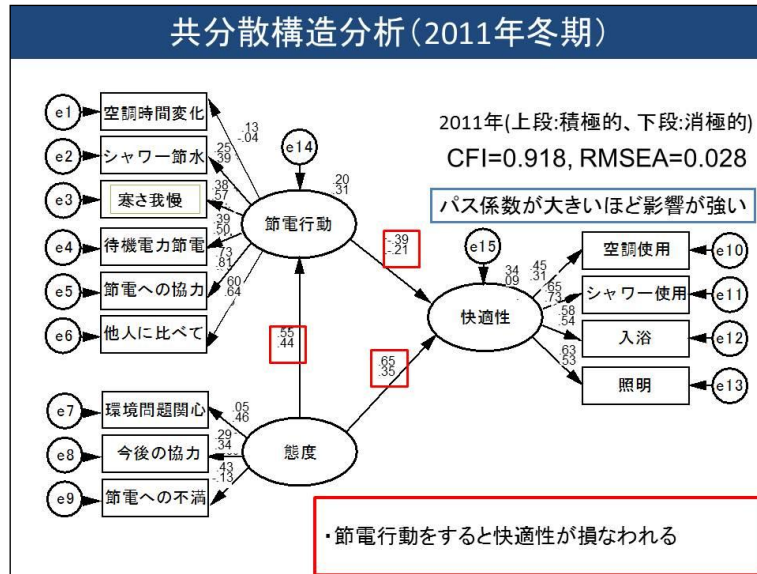 共分散構造分析(2011年冬期)
2011年(上段:積極的、下段:消極的)
CFI=0.918, RMSEA=0.028
パス係数が大きいほど影響が強い
e1
空調時間変化
.13
-.04
e2
シャワー節水
.25
.39
e3
寒さ我慢
.38
.57
e4
待機電力節電
.39
.50
e5
節電への協力
.73
.81
e6
他人に比べて
.60
.64
e14
.20
.31
節電行動
-.39
-.21
.55
.44
.65
.35
e15
.34
.09
快適性
.45
.31
空調使用
e10
.65
.73
シャワー使用
e11
.58
.54
入浴
e12
.63
.53
照明
e13
e7
環境問題関心
.05
.46
e8
今後の協力
.29
.34
e9
節電への不満
.43
-.13
態度
・節電行動をすると快適性が損なわれる